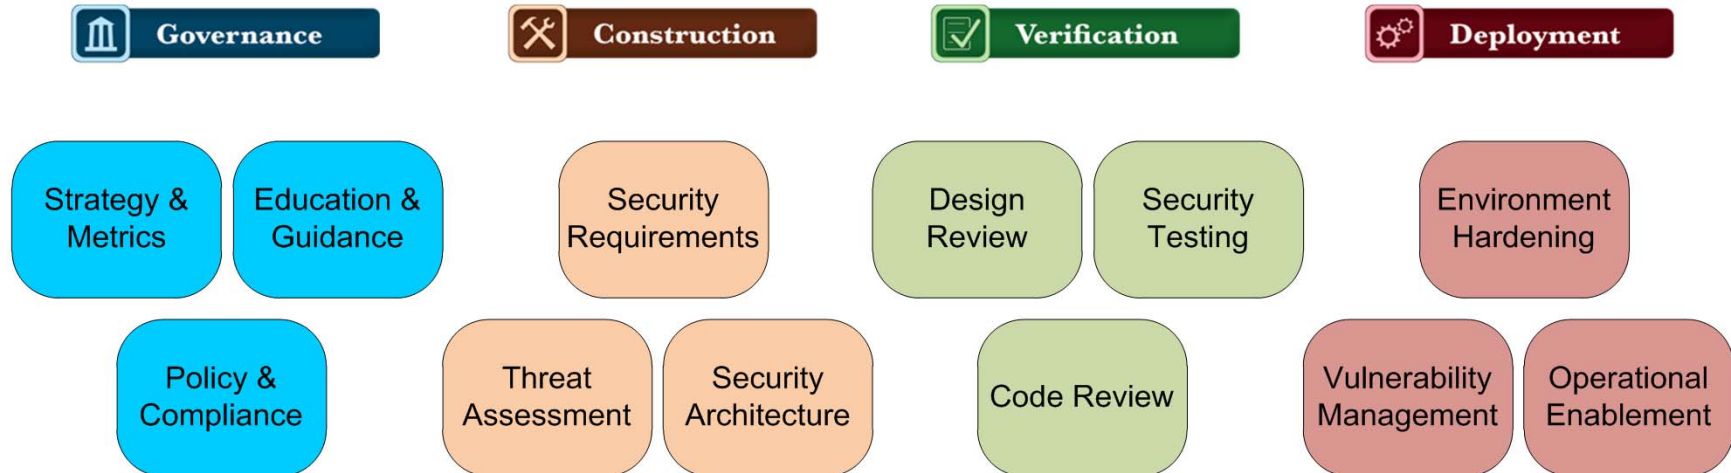 Governance
Construction
Verification
Deployment
Strategy &
Metrics
Education &
Guidance
Security
Requirements
Design
Review
Security
Testing
Environment
Hardening
Policy &
Compliance
Threat
Assessment
Security
Architecture
Code Review
Vulnerability
Management
Operational
Enablement